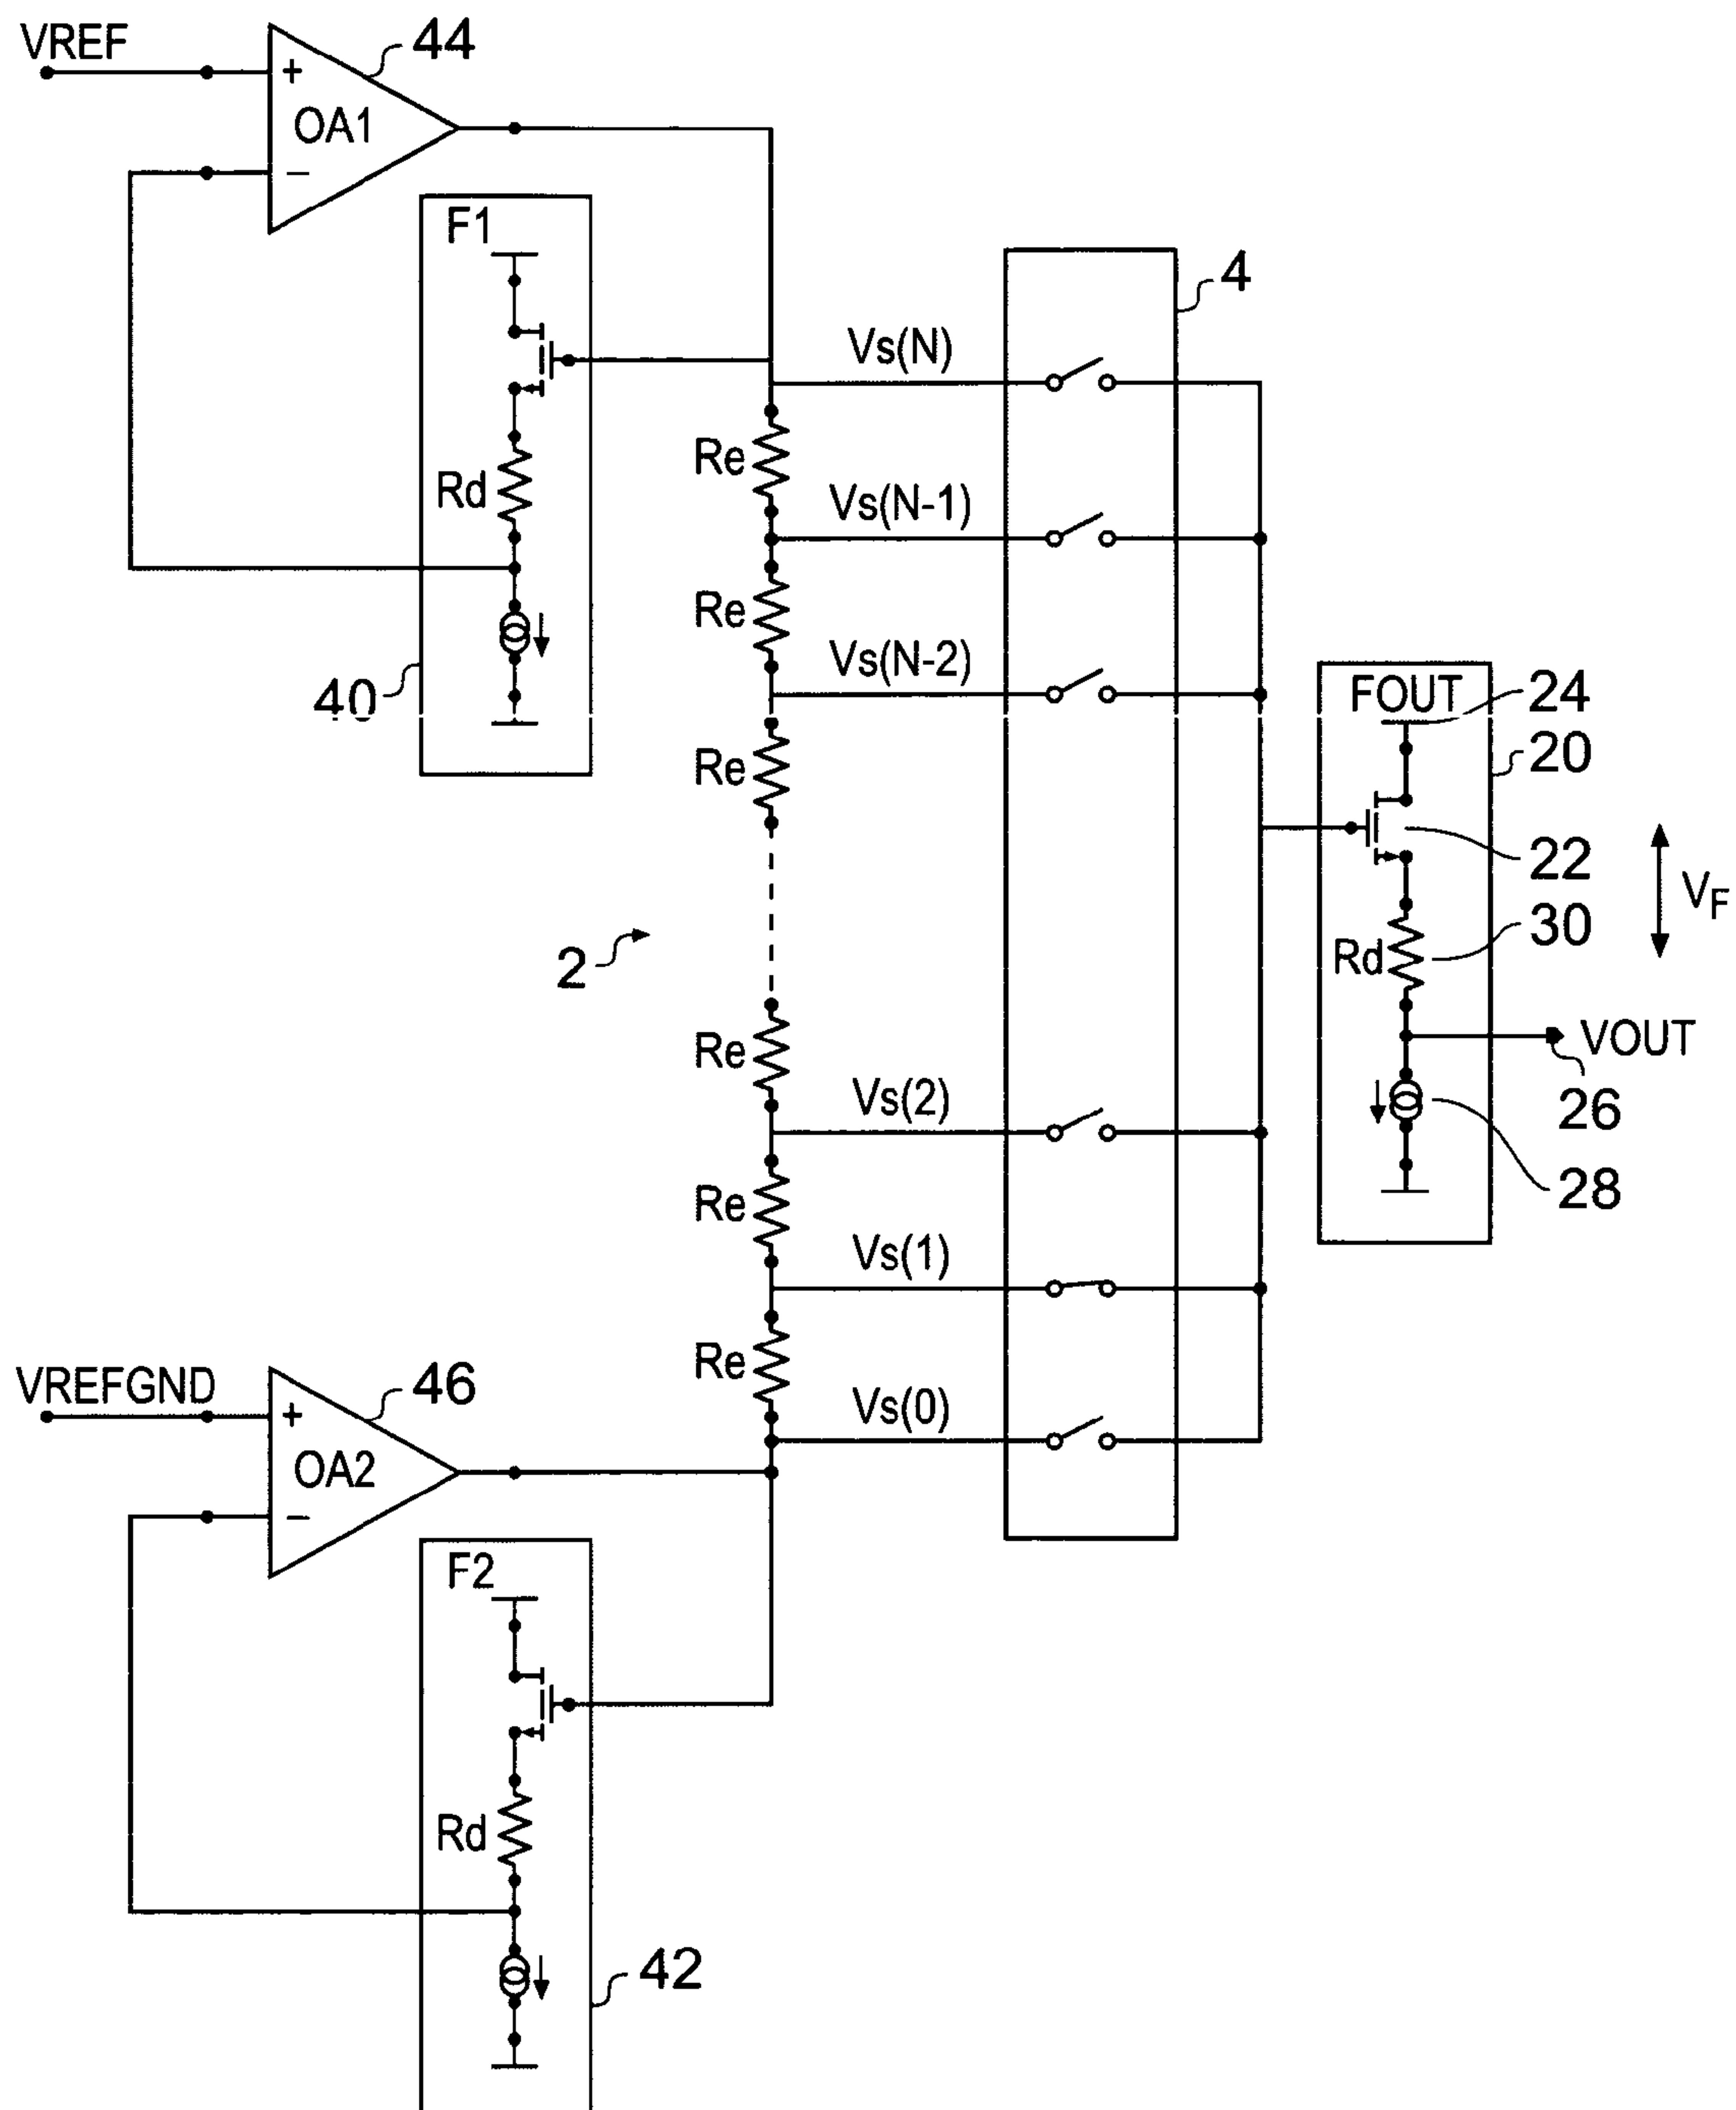 VREF
44
+
OA1
−
F1
4
Vs(N)
Re
Rd
Vs(N-1)
Re
Vs(N-2)
40
FOUT
24
20
Re
22
VF
30
2
Rd
Re
VOUT
Vs(2)
26
28
Re
Vs(1)
VREFGND
46
Re
+
Vs(0)
OA2
−
F2
Rd
42